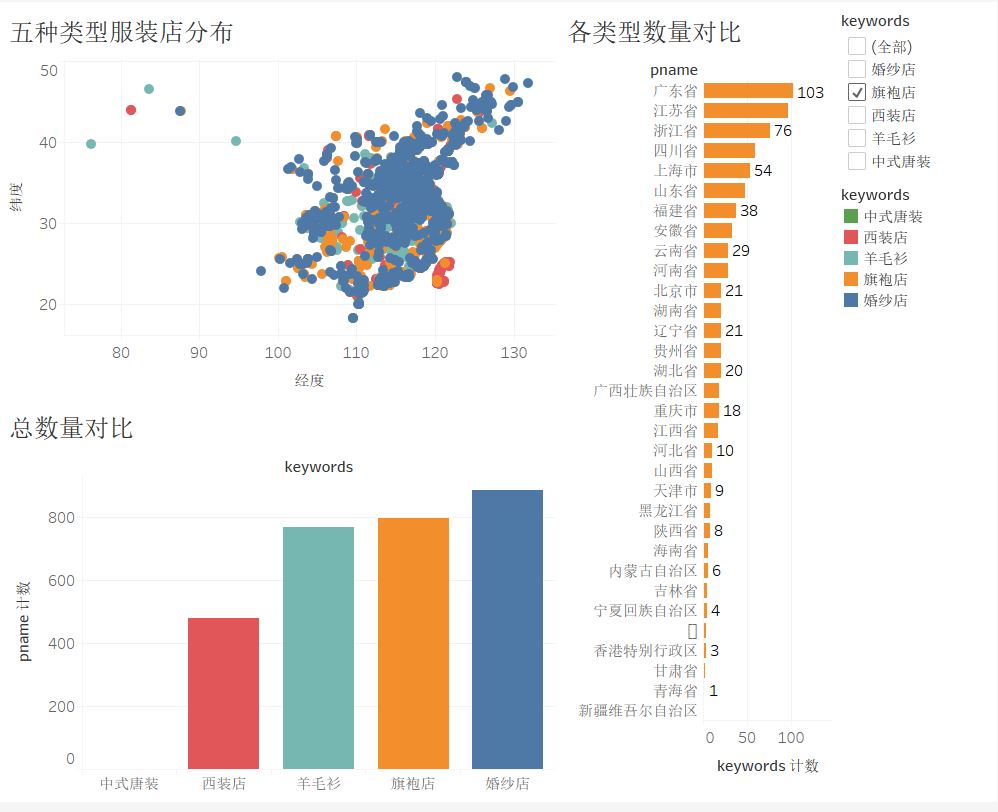 五种类型服装店分布
50
40
30
20
纬度
80
90
100
110
120
130
经度
总数量对比
keywords
800
600
400
200
0
pname 计数
中式唐装
西装店
羊毛衫
旗袍店
婚纱店
各类型数量对比
pname
广东省 103
江苏省
浙江省 76
四川省
上海市 54
山东省
福建省 38
安徽省
云南省 29
河南省
北京市 21
湖南省
辽宁省 21
贵州省
湖北省 20
广西壮族自治区
重庆市 18
江西省
河北省 10
山西省
天津市 9
黑龙江省
陕西省 8
海南省
内蒙古自治区 6
吉林省
宁夏回族自治区 4
香港特别行政区 3
甘肃省
青海省 1
新疆维吾尔自治区
0
50
100
keywords 计数
keywords
(全部)
婚纱店
旗袍店
西装店
羊毛衫
中式唐装
keywords
中式唐装
西装店
羊毛衫
旗袍店
婚纱店